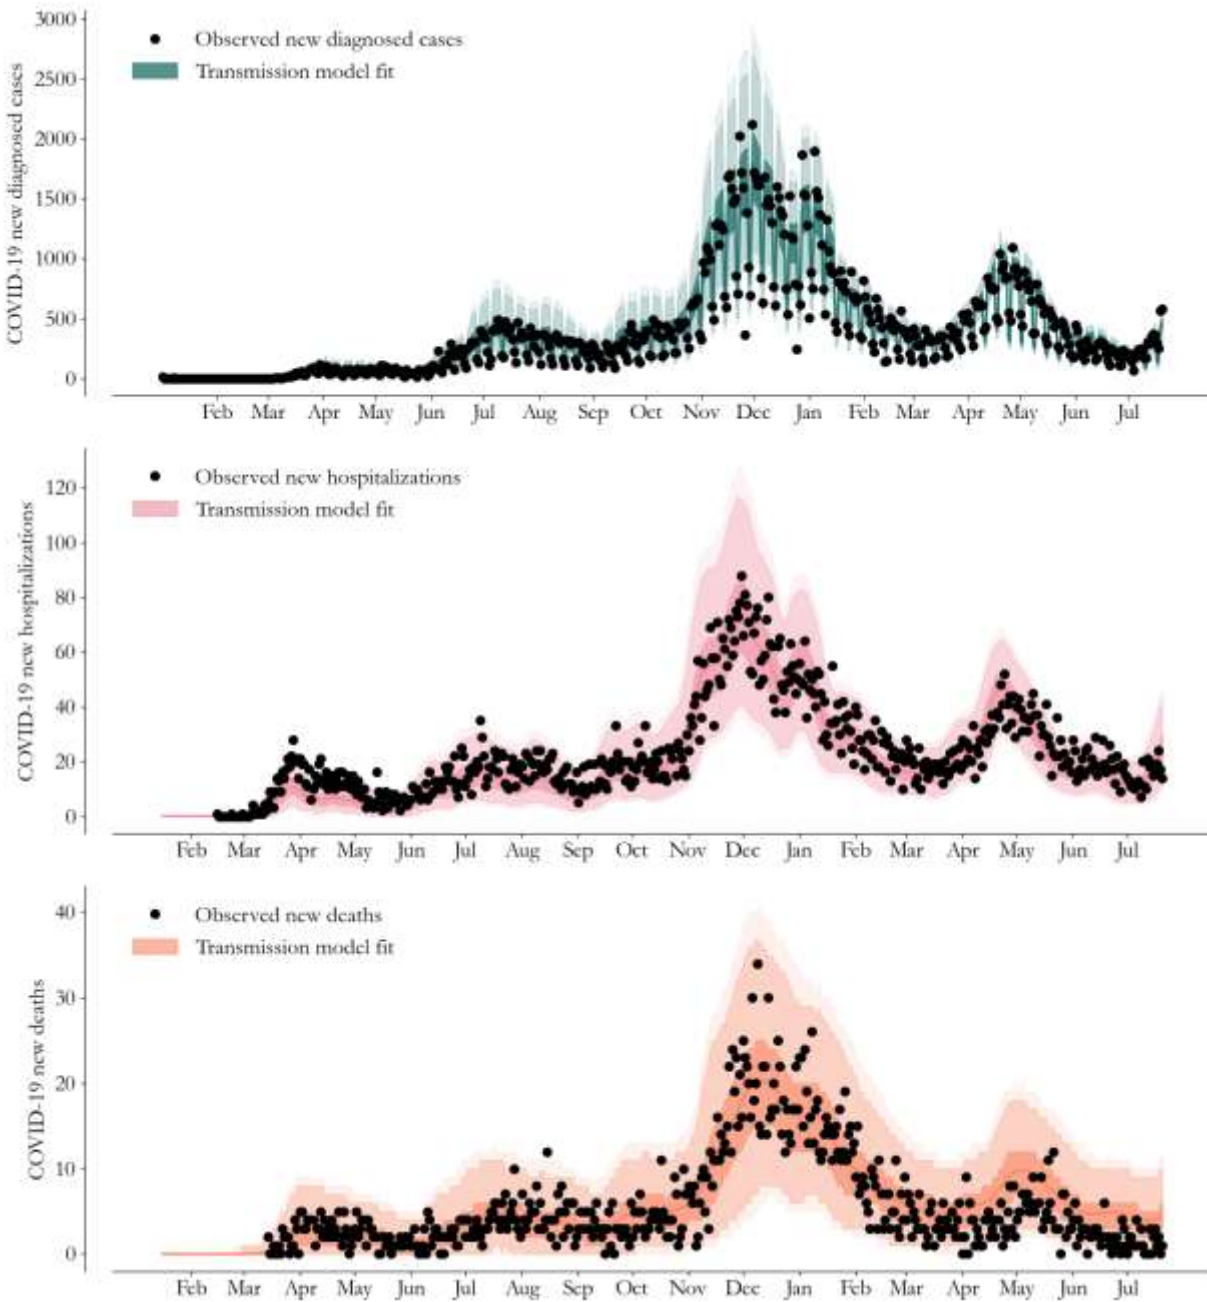 3000
Observed new diagnosed cases
Transmission model fit
2500
2000
1500
1000
500
0
COVID-19 new diagnosed cases
Feb Mar Apr May Jun Jul Aug Sep Oct Nov Dec Jan Feb Mar Apr May Jun Jul
Observed new hospitalizations
Transmission model fit
120
100
80
60
40
20
0
COVID-19 new hospitalizations
Feb Mar Apr May Jun Jul Aug Sep Oct Nov Dec Jan Feb Mar Apr May Jun Jul
40
Observed new deaths
Transmission model fit
30
20
10
0
COVID-19 new deaths
Feb Mar Apr May Jun Jul Aug Sep Oct Nov Dec Jan Feb Mar Apr May Jun Jul